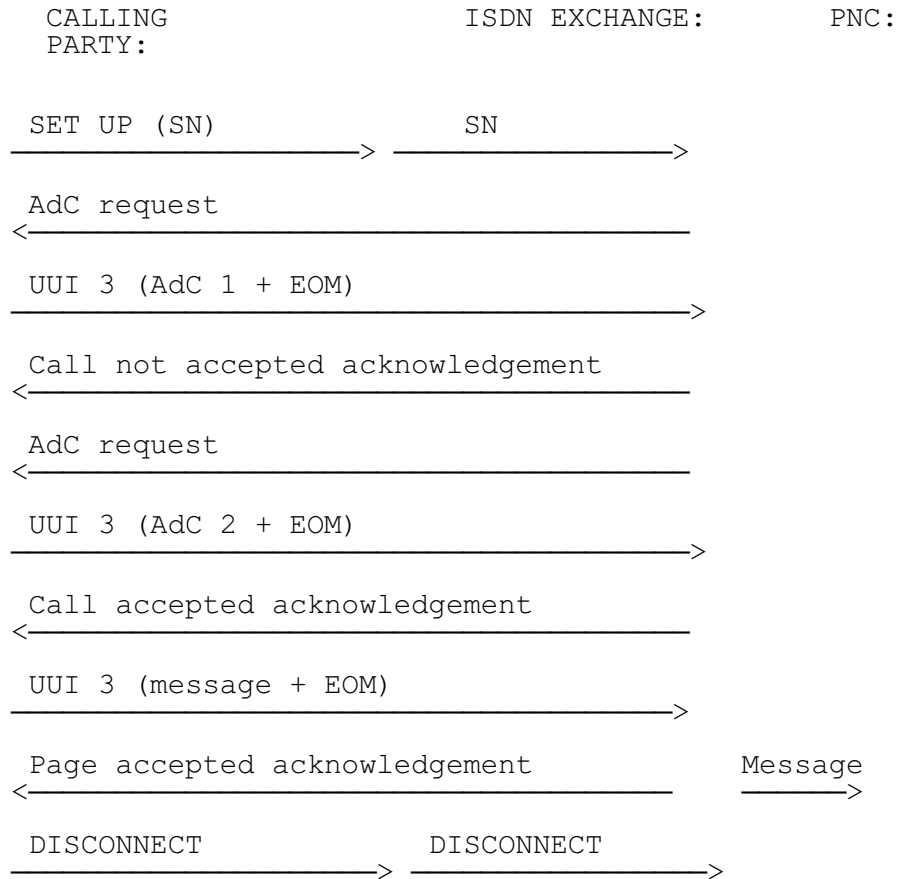 CALLING ISDN EXCHANGE: PNC:
PARTY:
SET UP (SN) SN
AdC request
UUI 3 (AdC 1 + EOM)
Call not accepted acknowledgement
AdC request
UUI 3 (AdC 2 + EOM)
Call accepted acknowledgement
UUI 3 (message + EOM)
Page accepted acknowledgement Message
DISCONNECT DISCONNECT